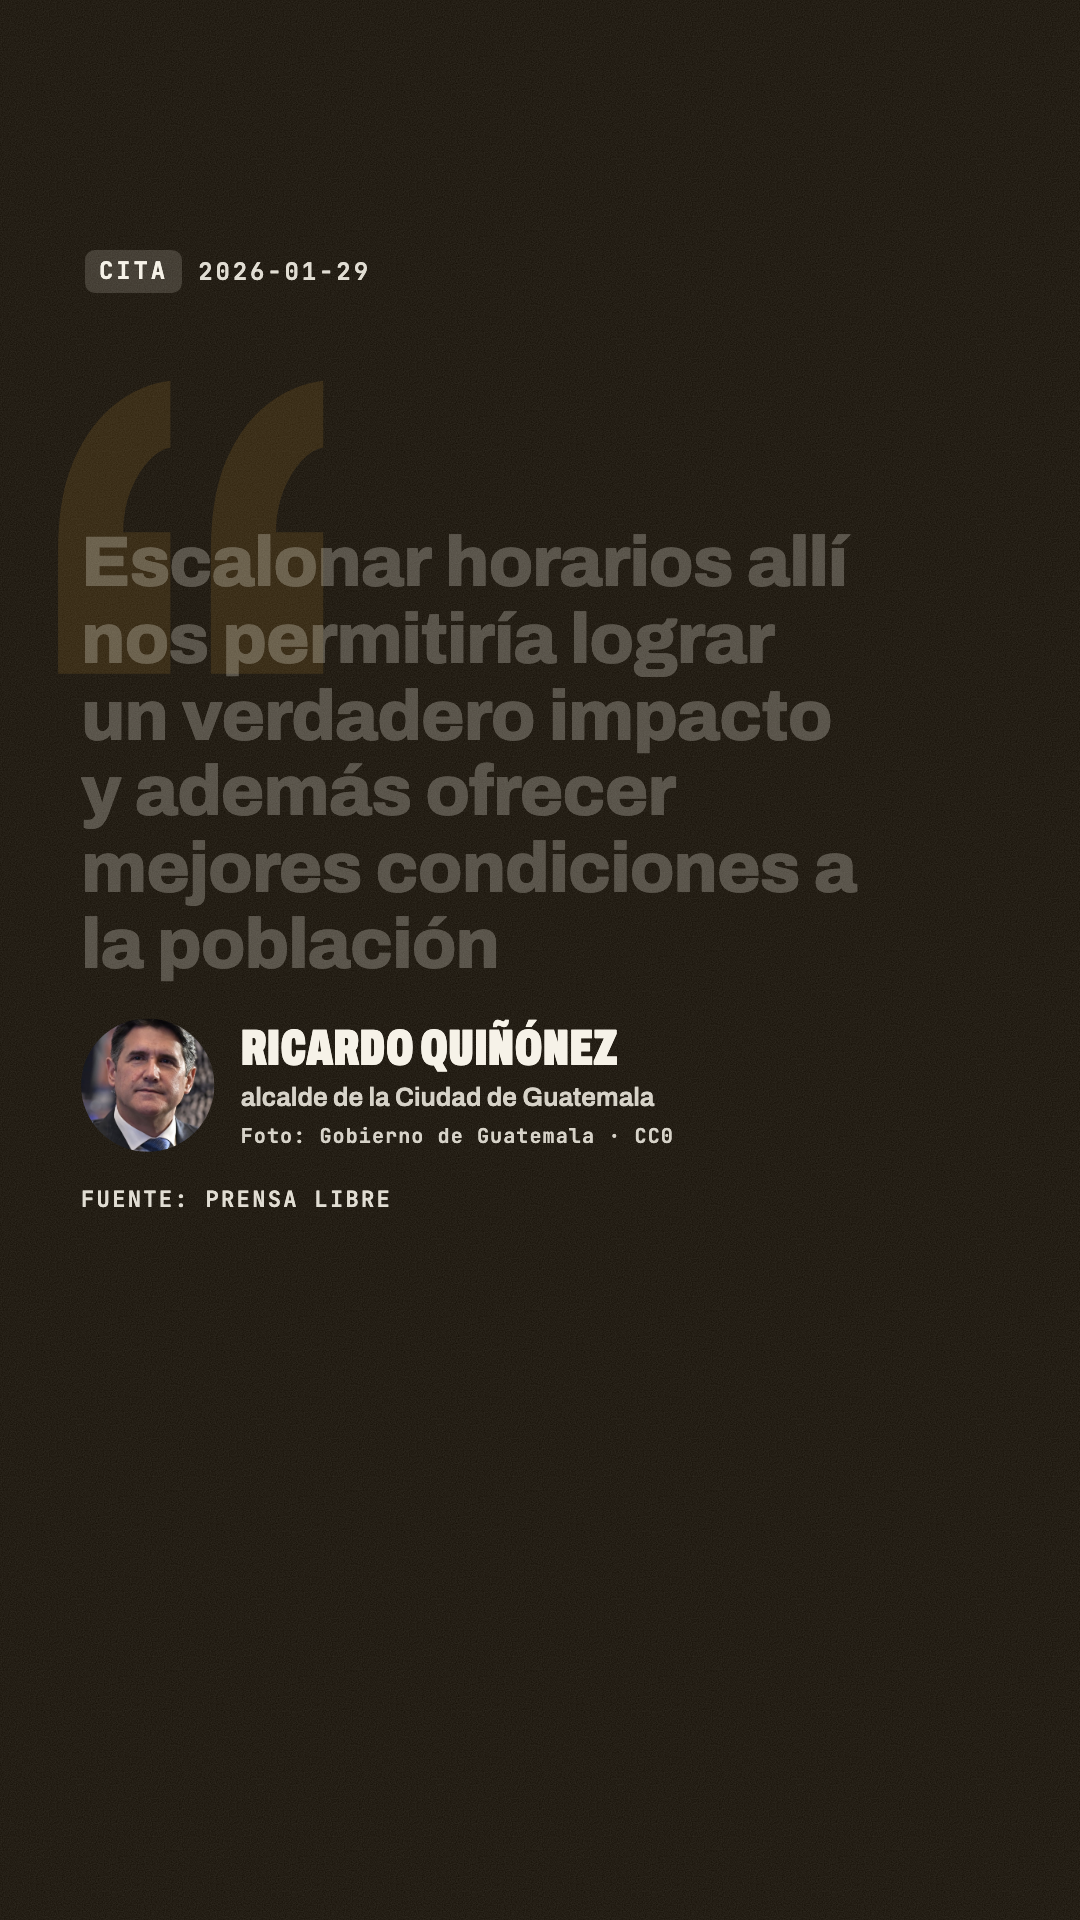 CITA 2026-01-29
“
Escalonar horarios allí
nos permitiría lograr
un verdadero impacto
y además ofrecer
mejores condiciones a
la población
RICARDO QUIÑÓNEZ
alcalde de la Ciudad de Guatemala
Foto: Gobierno de Guatemala · CC0
FUENTE: PRENSA LIBRE